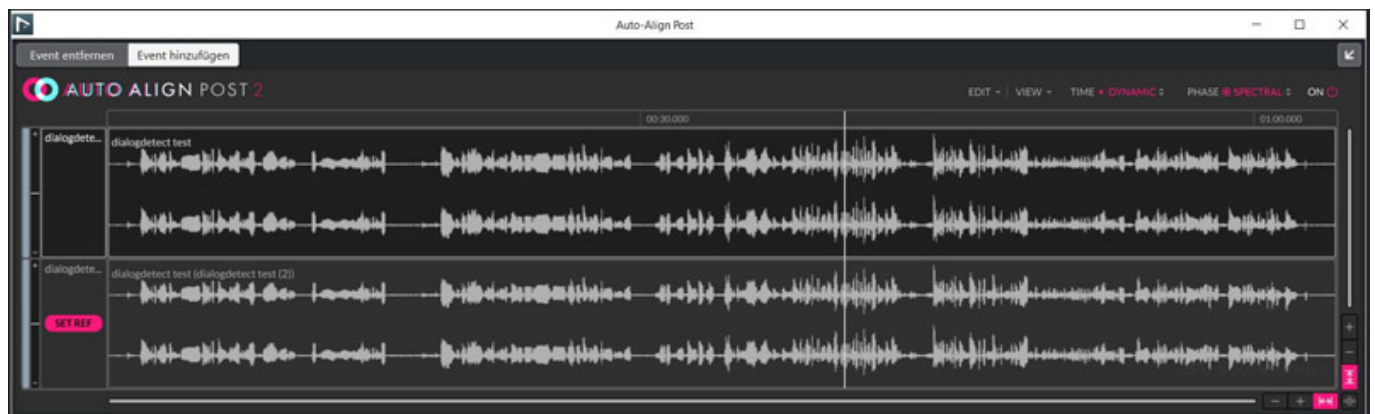 Auto-Align Post
Event entfernen Event hinzufügen
AUTO ALIGN POST 2 EDIT VIEW TIME DYNAMIC PHASE SPECTRAL ON
00:30.000 01:00.000
dialogdete... dialogdetect test
dialogdete... dialogdetect test (dialogdetect test (2))
SET REF